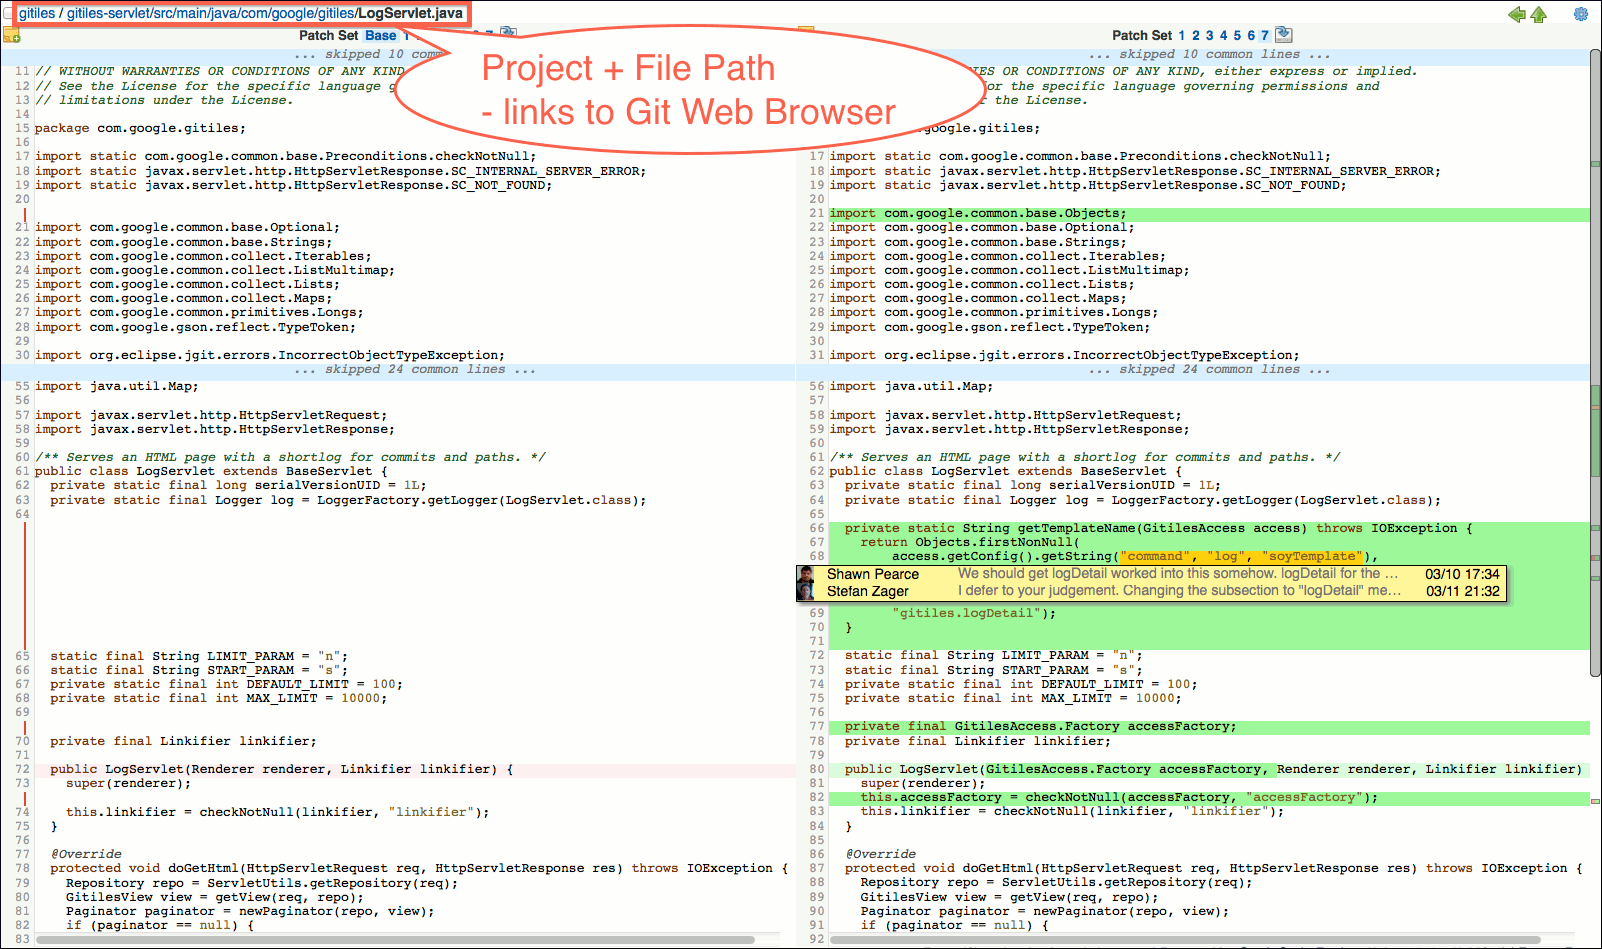 gitiles / gitiles-servlet/src/main/java/com/google/gitiles/LogServlet.java
Patch Set Base 1
... skipped 10 com
11 // WITHOUT WARRANTIES OR CONDITIONS OF ANY KIND
12 // See the License for the specific language g
13 // limitations under the License.
14
15 package com.google.gitiles;
16
17 import static com.google.common.base.Preconditions.checkNotNull;
18 import static javax.servlet.http.HttpServletResponse.SC_INTERNAL_SERVER_ERROR;
19 import static javax.servlet.http.HttpServletResponse.SC_NOT_FOUND;
20
21 import com.google.common.base.Optional;
22 import com.google.common.base.Strings;
23 import com.google.common.collect.Iterables;
24 import com.google.common.collect.ListMultimap;
25 import com.google.common.collect.Lists;
26 import com.google.common.collect.Maps;
27 import com.google.common.primitives.Longs;
28 import com.google.gson.reflect.TypeToken;
29
30 import org.eclipse.jgit.errors.IncorrectObjectTypeException;
... skipped 24 common lines ...
55 import java.util.Map;
56
57 import javax.servlet.http.HttpServletRequest;
58 import javax.servlet.http.HttpServletResponse;
59
60 /** Serves an HTML page with a shortlog for commits and paths. */
61 public class LogServlet extends BaseServlet {
62 private static final long serialVersionUID = 1L;
63 private static final Logger log = LoggerFactory.getLogger(LogServlet.class);
64
65 static final String LIMIT_PARAM = "n";
66 static final String START_PARAM = "s";
67 private static final int DEFAULT_LIMIT = 100;
68 private static final int MAX_LIMIT = 10000;
69
70 private final Linkifier linkifier;
71
72 public LogServlet(Renderer renderer, Linkifier linkifier) {
73 super(renderer);
74 this.linkifier = checkNotNull(linkifier, "linkifier");
75 }
76
77 @Override
78 protected void doGetHtml(HttpServletRequest req, HttpServletResponse res) throws IOException {
79 Repository repo = ServletUtils.getRepository(req);
80 GitilesView view = getView(req, repo);
81 Paginator paginator = newPaginator(repo, view);
82 if (paginator == null) {
83
Project + File Path
- links to Git Web Browser
Patch Set 1 2 3 4 5 6 7
... skipped 10 common lines ...
IES OR CONDITIONS OF ANY KIND, either express or implied.
for the specific language governing permissions and
r the License.
.gitiles;
17 import static com.google.common.base.Preconditions.checkNotNull;
18 import static javax.servlet.http.HttpServletResponse.SC_INTERNAL_SERVER_ERROR;
19 import static javax.servlet.http.HttpServletResponse.SC_NOT_FOUND;
20
21 import com.google.common.base.Objects;
22 import com.google.common.base.Optional;
23 import com.google.common.base.Strings;
24 import com.google.common.collect.Iterables;
25 import com.google.common.collect.ListMultimap;
26 import com.google.common.collect.Lists;
27 import com.google.common.collect.Maps;
28 import com.google.common.primitives.Longs;
29 import com.google.gson.reflect.TypeToken;
30
31 import org.eclipse.jgit.errors.IncorrectObjectTypeException;
... skipped 24 common lines ...
56 import java.util.Map;
57
58 import javax.servlet.http.HttpServletRequest;
59 import javax.servlet.http.HttpServletResponse;
60
61 /** Serves an HTML page with a shortlog for commits and paths. */
62 public class LogServlet extends BaseServlet {
63 private static final long serialVersionUID = 1L;
64 private static final Logger log = LoggerFactory.getLogger(LogServlet.class);
65
66 private static String getTemplateName(GitilesAccess access) throws IOException {
67 return Objects.firstNonNull(
68 access.getConfig().getString("command", "log", "soyTemplate"),
Shawn Pearce We should get logDetail worked into this somehow. logDetail for the ... 03/10 17:34
Stefan Zager I defer to your judgement. Changing the subsection to "logDetail" me... 03/11 21:32
69 "gitiles.logDetail");
70 }
71
72 static final String LIMIT_PARAM = "n";
73 static final String START_PARAM = "s";
74 private static final int DEFAULT_LIMIT = 100;
75 private static final int MAX_LIMIT = 10000;
76
77 private final GitilesAccess.Factory accessFactory;
78 private final Linkifier linkifier;
79
80 public LogServlet(GitilesAccess.Factory accessFactory, Renderer renderer, Linkifier linkifier)
81 super(renderer);
82 this.accessFactory = checkNotNull(accessFactory, "accessFactory");
83 this.linkifier = checkNotNull(linkifier, "linkifier");
84 }
85
86 @Override
87 protected void doGetHtml(HttpServletRequest req, HttpServletResponse res) throws IOException {
88 Repository repo = ServletUtils.getRepository(req);
89 GitilesView view = getView(req, repo);
90 Paginator paginator = newPaginator(repo, view);
91 if (paginator == null) {
92